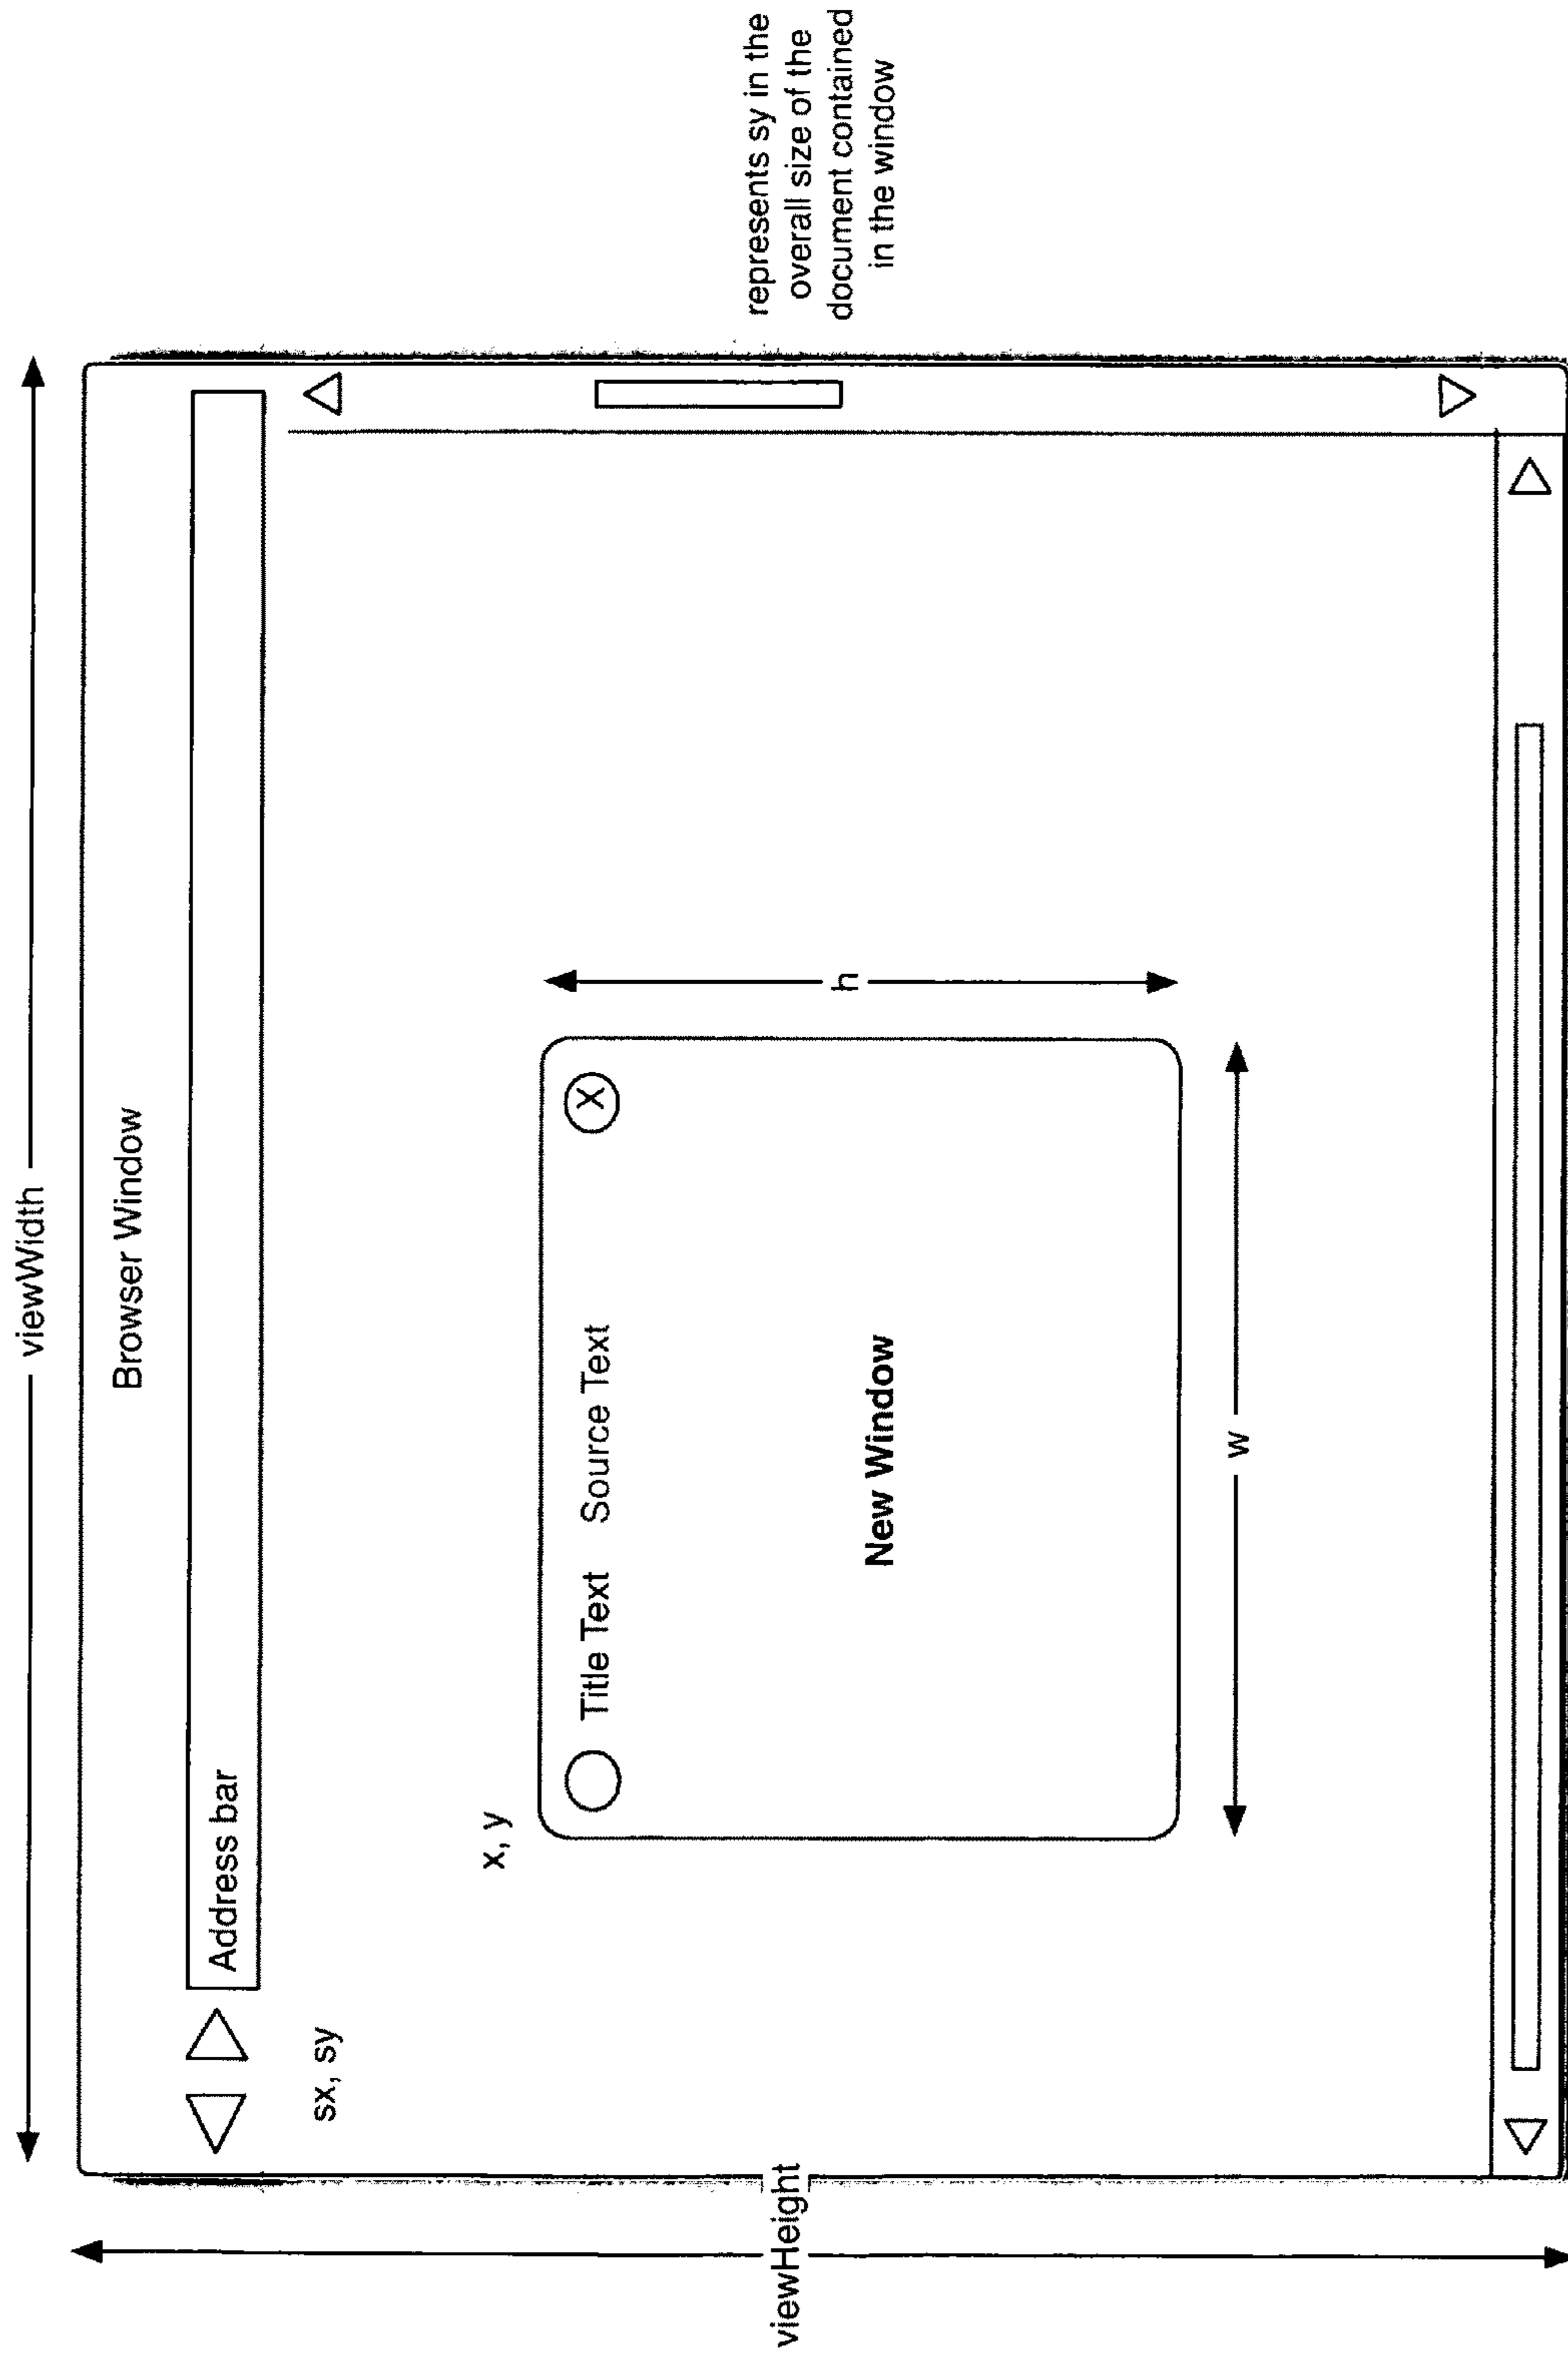 viewWidth
Browser Window
Address bar
sx, sy
x, y
Title Text Source Text
X
h
New Window
w
viewHeight
represents sy in the
overall size of the
document contained
in the window